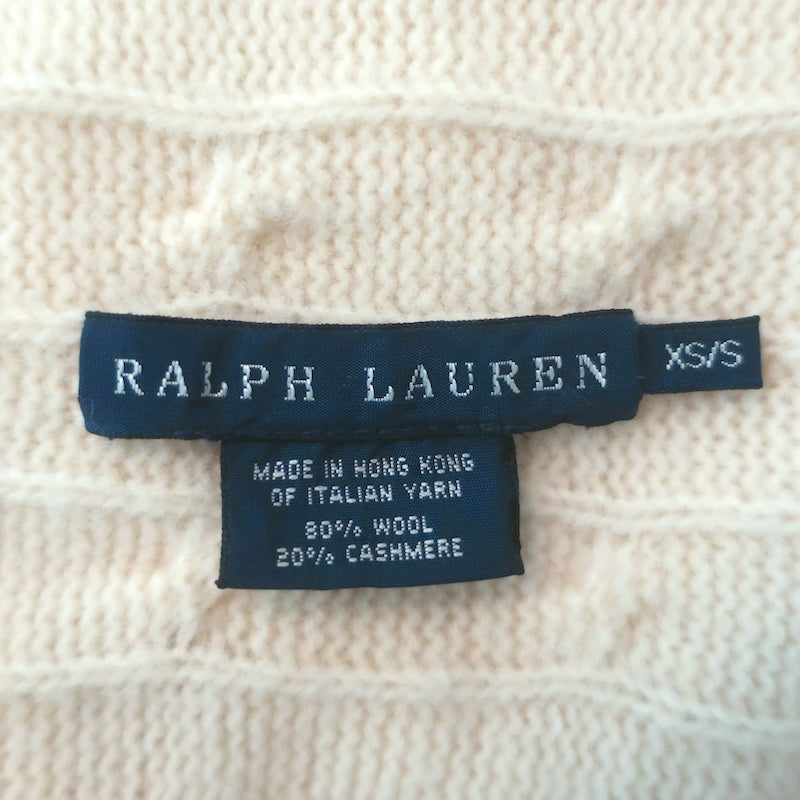 RALPH LAUREN
XS/S
MADE IN HONG KONG
OF ITALIAN YARN
80% WOOL
20% CASHMERE